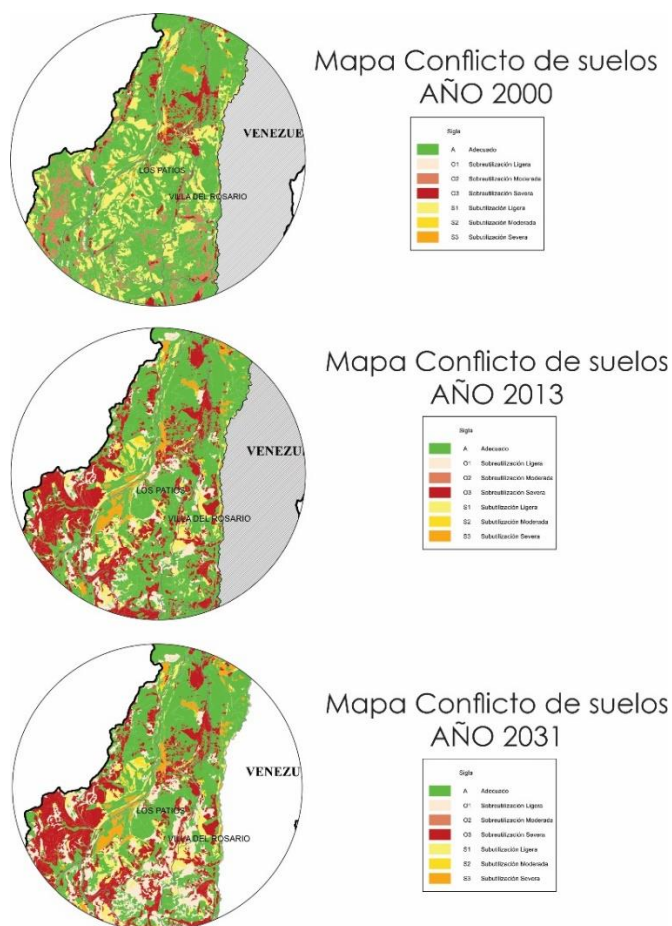 Mapa Conflicto de suelos
AÑO 2000
Sigla
A Adecuado
O1 Sobreutilización Ligera
O2 Sobreutilización Moderada
O3 Sobreutilización Severa
S1 Subutilización Ligera
S2 Subutilización Moderada
S3 Subutilización Severa
VENEZUE
LOS PATIOS
VILLA DEL ROSARIO
Mapa Conflicto de suelos
AÑO 2013
Sigla
A Adecuado
O1 Sobreutilización Ligera
O2 Sobreutilización Moderada
O3 Sobreutilización Severa
S1 Subutilización Ligera
S2 Subutilización Moderada
S3 Subutilización Severa
VENEZU
LOS PATIOS
VILLA DEL ROSARIO
Mapa Conflicto de suelos
AÑO 2031
Sigla
A Adecuado
O1 Sobreutilización Ligera
O2 Sobreutilización Moderada
O3 Sobreutilización Severa
S1 Subutilización Ligera
S2 Subutilización Moderada
S3 Subutilización Severa
VENEZU
LOS PATIOS
VILLA DEL ROSARIO